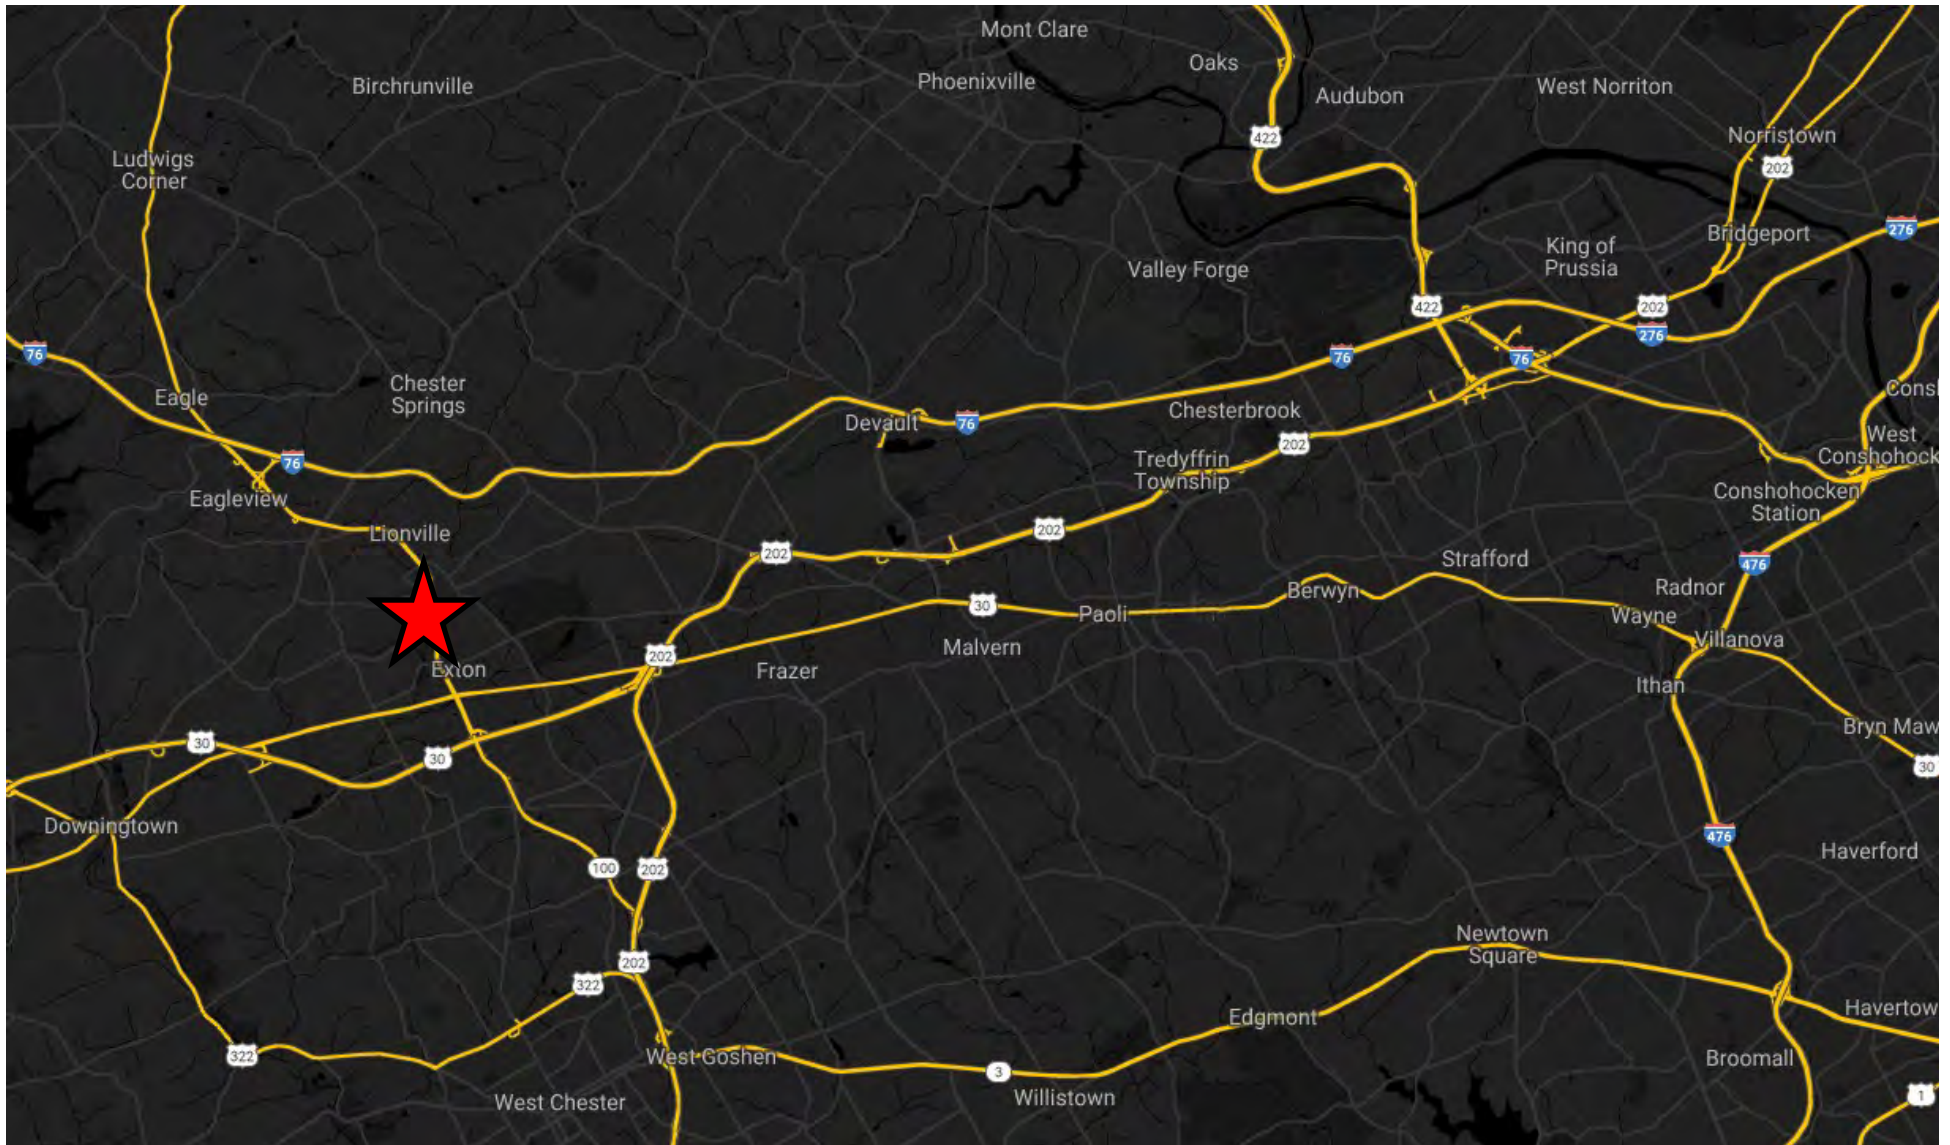 Mont Clare
Oaks
Birchrunville
Phoenixville
Audubon
West Norriton
422
Norristown
Ludwigs
Corner
202
276
Bridgeport
King of
Prussia
Valley Forge
422
202
276
76
76
76
Eagle
Chester
Springs
Consh
Chesterbrook
Devault
76
202
West
Conshohock
76
Tredyffrin
Township
Eagleview
Conshohocken
Station
Lionville
202
202
Strafford
476
Radnor
Berwyn
30
Paoli
Wayne
Villanova
Malvern
202
Exton
Frazer
Ithan
Bryn Maw
30
30
30
Downingtown
476
Haverford
100
202
Newtown
Square
202
322
Havertow
Edgmont
322
West Goshen
Broomall
3
Willistown
1
West Chester